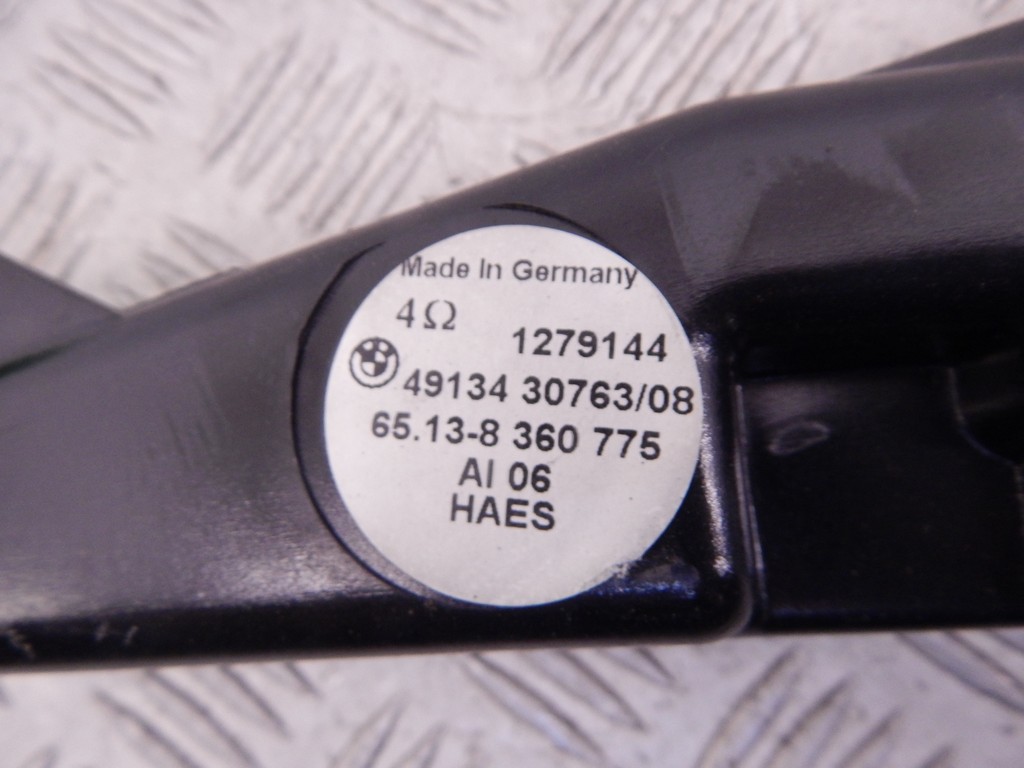 Made In Germany
4Ω
1279144
49134 30763/08
65.13-8 360 775
AI 06
HAES